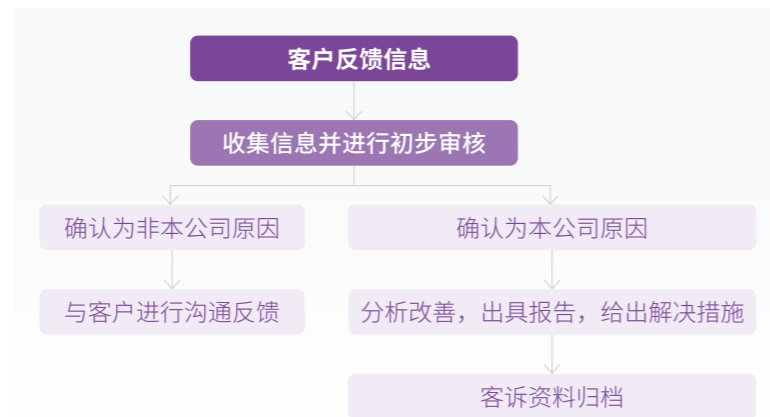 客户反馈信息
收集信息并进行初步审核
确认为非本公司原因
确认为本公司原因
与客户进行沟通反馈
分析改善，出具报告，给出解决措施
客诉资料归档